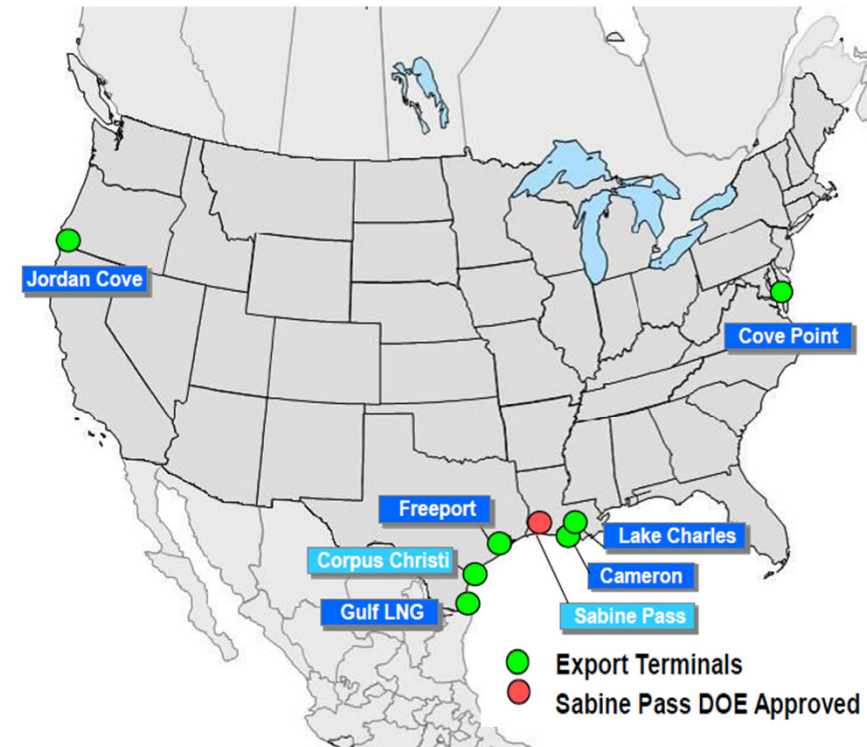 Jordan Cove
Cove Point
Freeport
Lake Charles
Corpus Christi
Cameron
Gulf LNG
Sabine Pass
Export Terminals
Sabine Pass DOE Approved